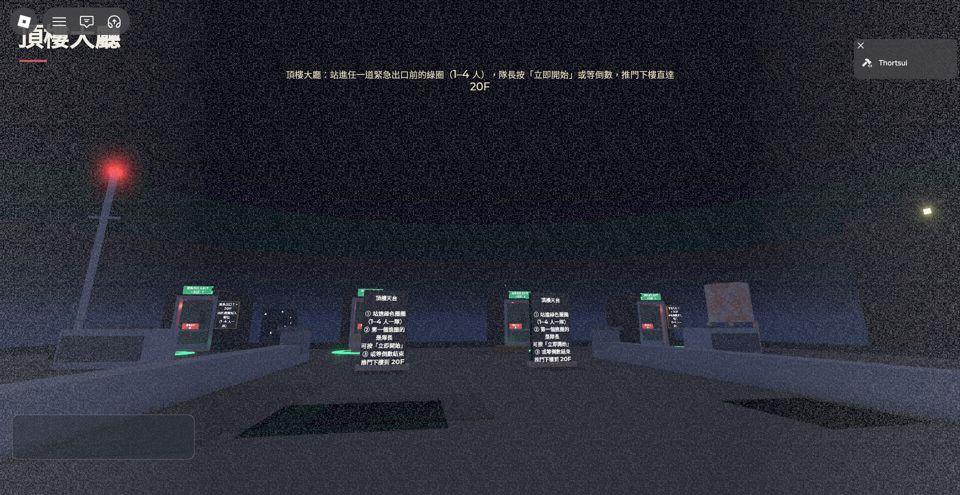 頂樓大廳
頂樓大廳：站進任一道緊急出口前的綠圈（1–4 人），隊長按「立即開始」或等倒數，推門下樓直達
20F
Thortsui
頂樓天台
① 站進綠色圈圈
（1–4 人一隊）
② 第一個進圈的
是隊長
可按「立即開始」
③ 或等倒數結束
推門下樓到 20F
頂樓天台
① 站進綠色圈圈
（1–4 人一隊）
② 第一個進圈的
是隊長
可按「立即開始」
③ 或等倒數結束
推門下樓到 20F